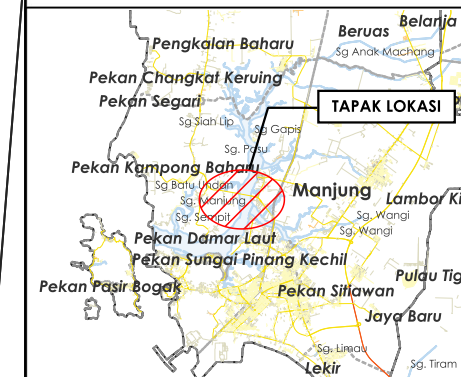 Belanja
Beruas
Pengkalan Baharu
Sg Anak Machang
Pekan Changkat Keruing
Pekan Segari
TAPAK LOKASI
Sg Siah Lip
Sg Gapis
Sg. Pasu
Pekan Kampong Baharu
Sg Batu Undan
Manjung
Sg. Manjung
Lambor Ki
Sg. Sempit
Sg. Wangi
Sg. Wangi
Pekan Damar Laut
Pekan Sungai Pinang Kechil
Pulau Tig
Pekan Pasir Bogak
Pekan Sitiawan
Jaya Baru
Sg. Limau
Lekir
Sg. Tiram